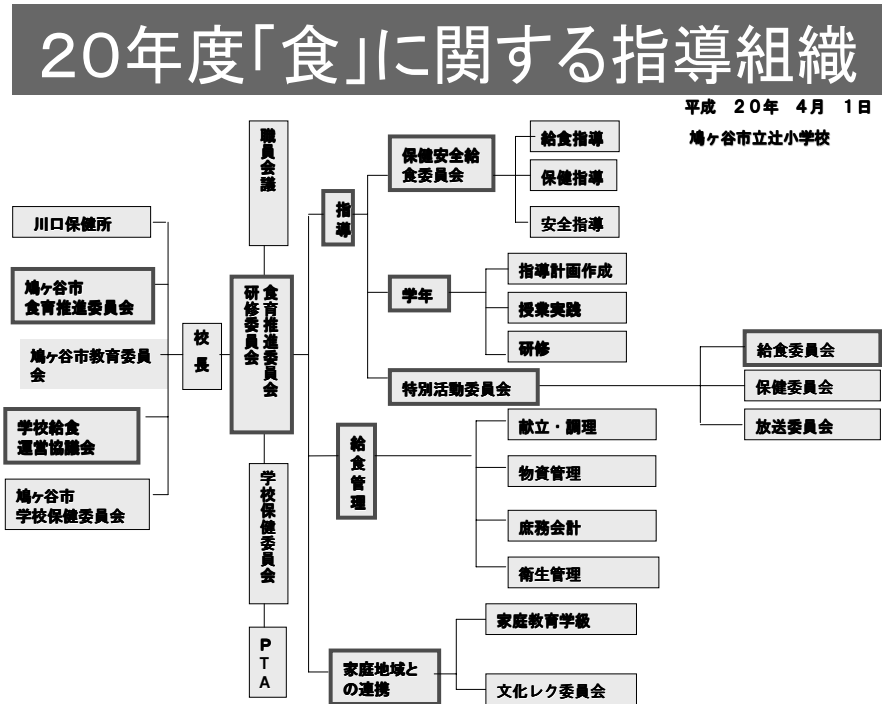 20年度「食」に関する指導組織
平成 20年 4月 1日
鳩ヶ谷市立辻小学校
職員会議
川口保健所
鳩ヶ谷市
食育推進委員会
鳩ヶ谷市教育委員
会
学校給食
運営協議会
鳩ヶ谷市
学校保健委員会
校長
食育推進委員会
研修委員会
学校保健委員会
PTA
指導
保健安全給
食委員会
給食指導
保健指導
安全指導
学年
指導計画作成
授業実践
研修
特別活動委員会
給食委員会
保健委員会
放送委員会
給食管理
献立・調理
物資管理
庶務会計
衛生管理
家庭地域と
の連携
家庭教育学級
文化レク委員会